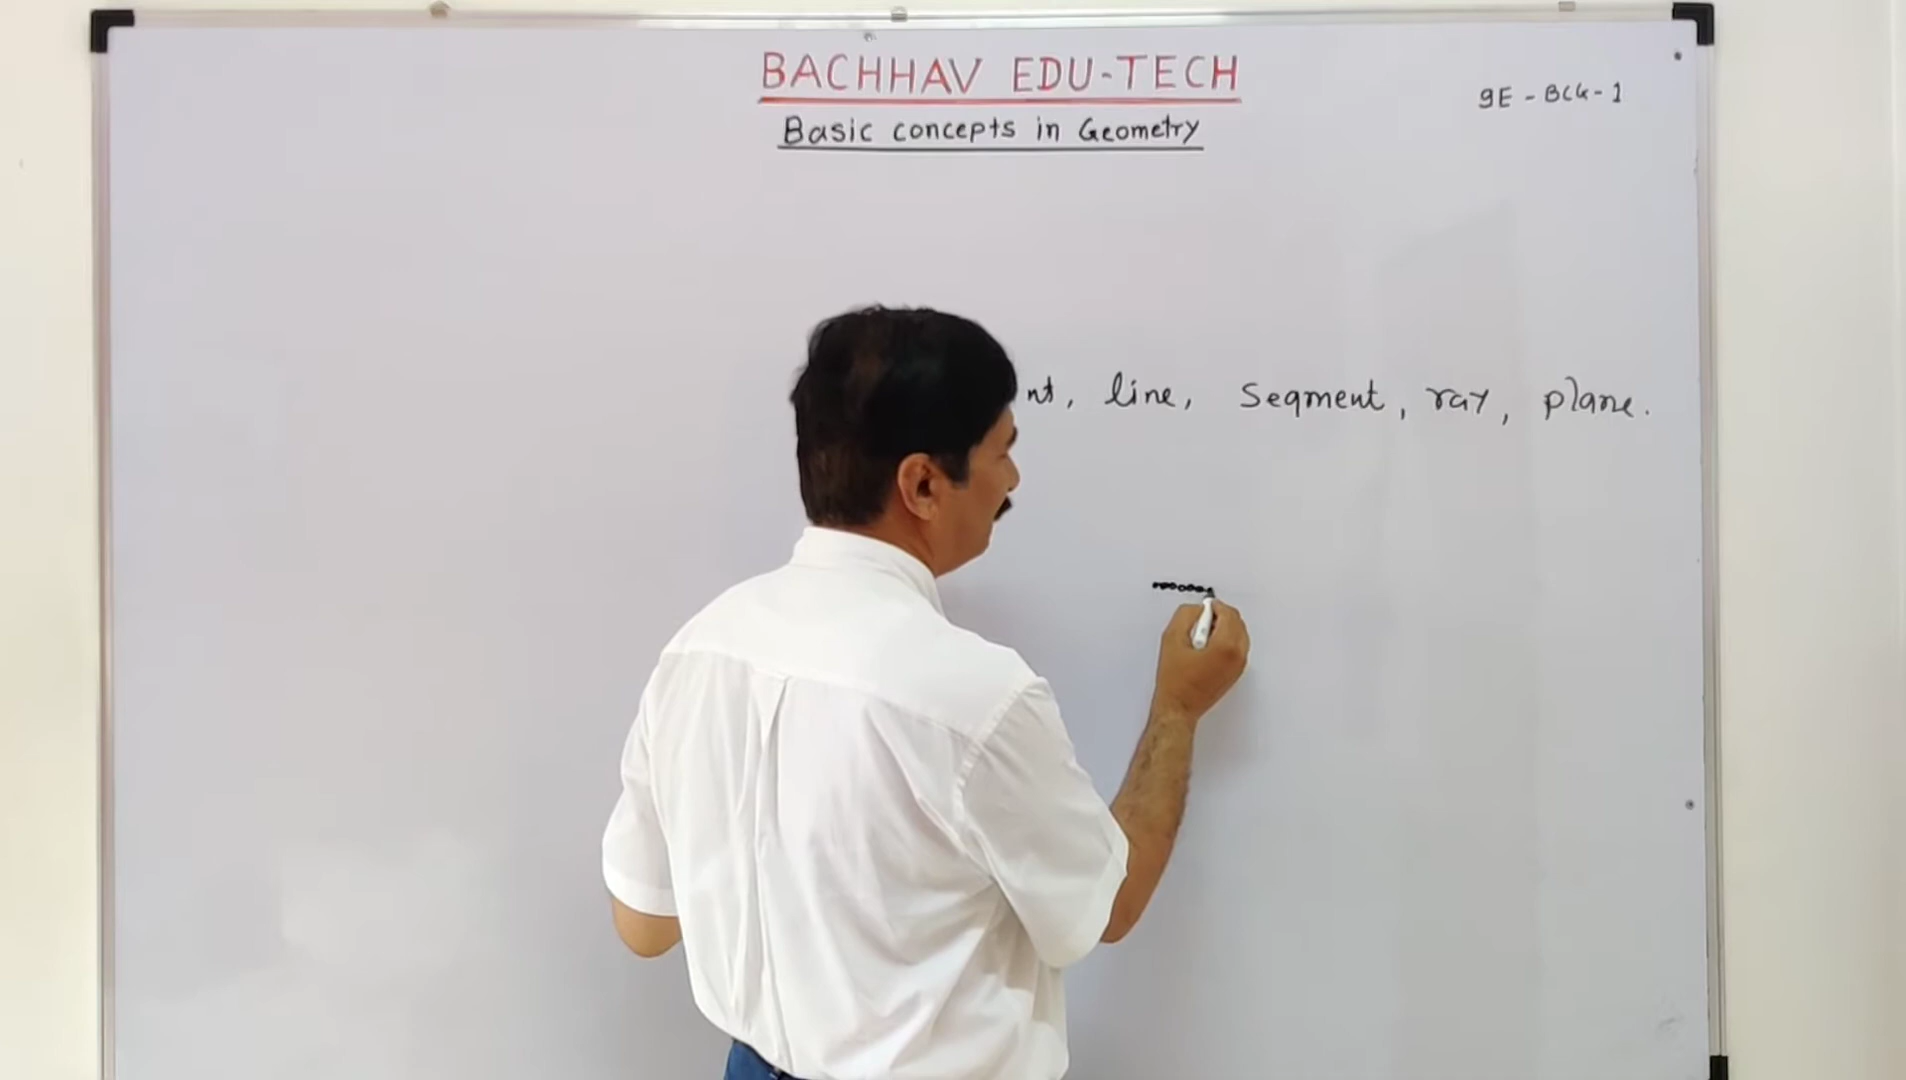 BACHHAV EDU-TECH
9E - BCG - 1
Basic concepts in Geometry
nt, line, Segment, ray, plane.